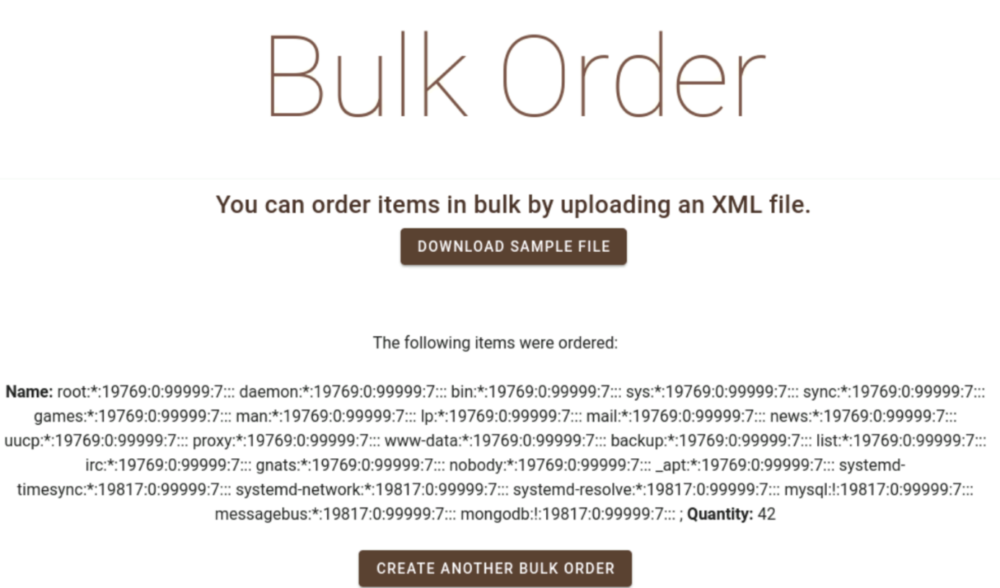 Bulk Order
You can order items in bulk by uploading an XML file.
DOWNLOAD SAMPLE FILE
The following items were ordered:
Name: root:*:19769:0:99999:7::: daemon:*:19769:0:99999:7::: bin:*:19769:0:99999:7::: sys:*:19769:0:99999:7::: sync:*:19769:0:99999:7:::
games:*:19769:0:99999:7::: man:*:19769:0:99999:7::: lp:*:19769:0:99999:7::: mail:*:19769:0:99999:7::: news:*:19769:0:99999:7:::
uucp:*:19769:0:99999:7::: proxy:*:19769:0:99999:7::: www-data:*:19769:0:99999:7::: backup:*:19769:0:99999:7::: list:*:19769:0:99999:7:::
irc:*:19769:0:99999:7::: gnats:*:19769:0:99999:7::: nobody:*:19769:0:99999:7::: _apt:*:19769:0:99999:7::: systemd-
timesync:*:19817:0:99999:7::: systemd-network:*:19817:0:99999:7::: systemd-resolve:*:19817:0:99999:7::: mysql:!:19817:0:99999:7:::
messagebus:*:19817:0:99999:7::: mongodb:!:19817:0:99999:7::: ; Quantity: 42
CREATE ANOTHER BULK ORDER